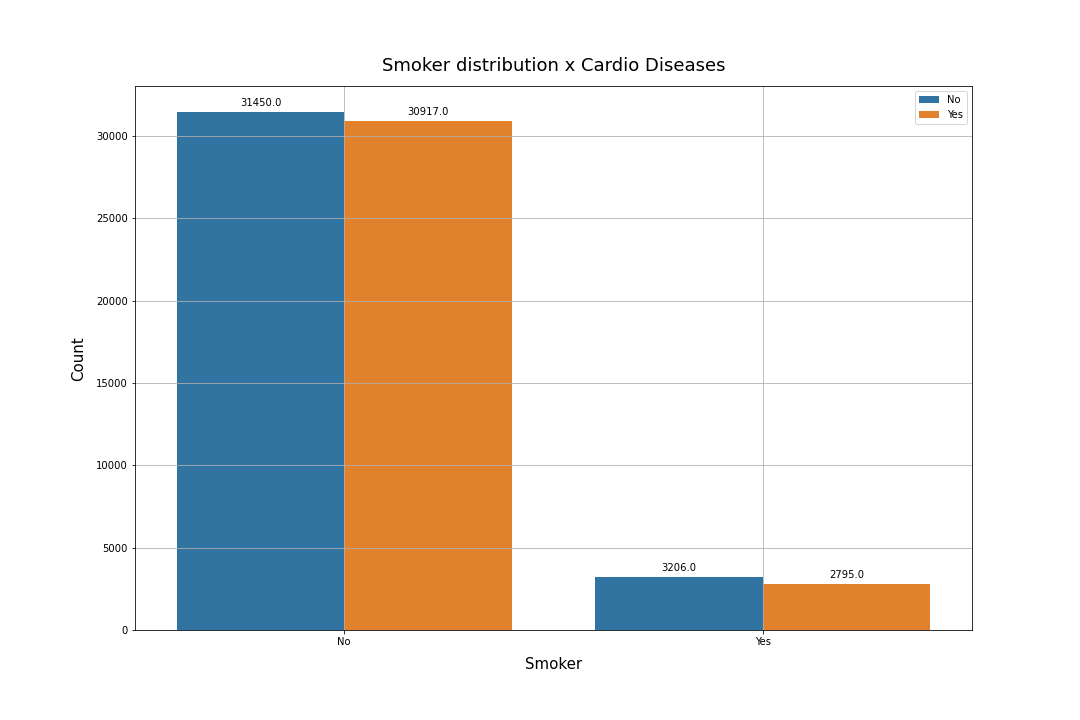 Smoker distribution x Cardio Diseases
No
Yes
31450.0
30917.0
3206.0
2795.0
30000
25000
20000
15000
10000
5000
0
Count
No
Yes
Smoker